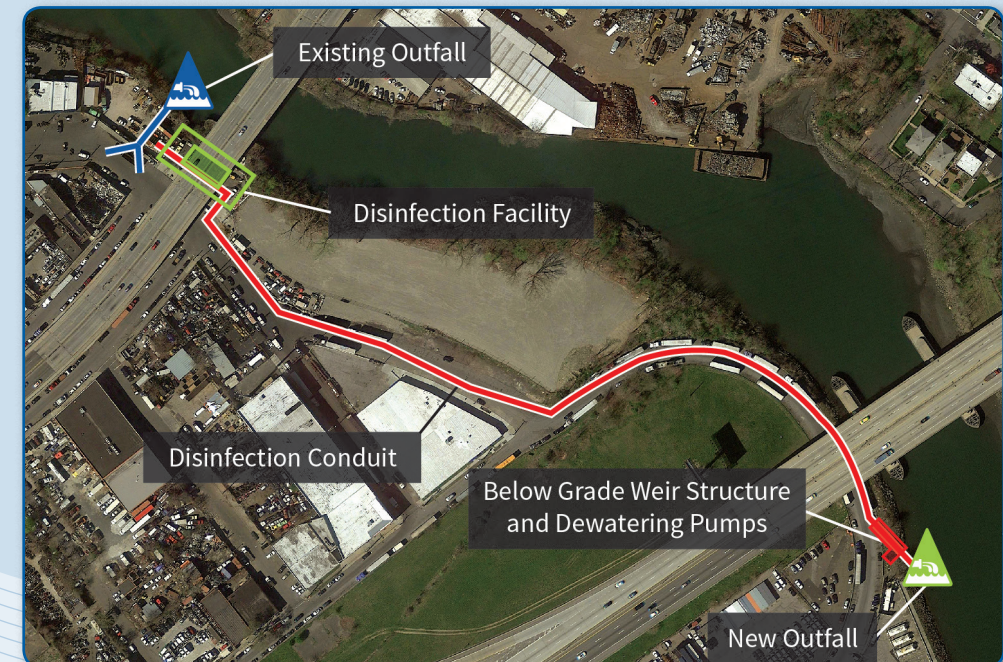 Existing Outfall
Disinfection Facility
Disinfection Conduit
Below Grade Weir Structure
and Dewatering Pumps
New Outfall